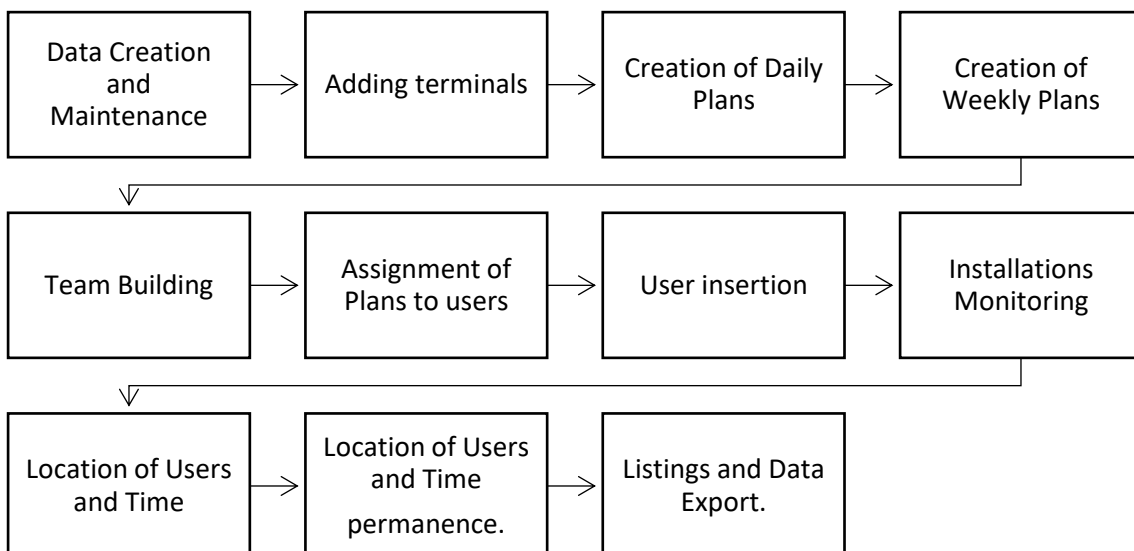 Data Creation
and
Maintenance
Adding terminals
Creation of Daily
Plans
Creation of
Weekly Plans
Team Building
Assignment of
Plans to users
User insertion
Installations
Monitoring
Location of Users
and Time
Location of Users
and Time
permanence.
Listings and Data
Export.